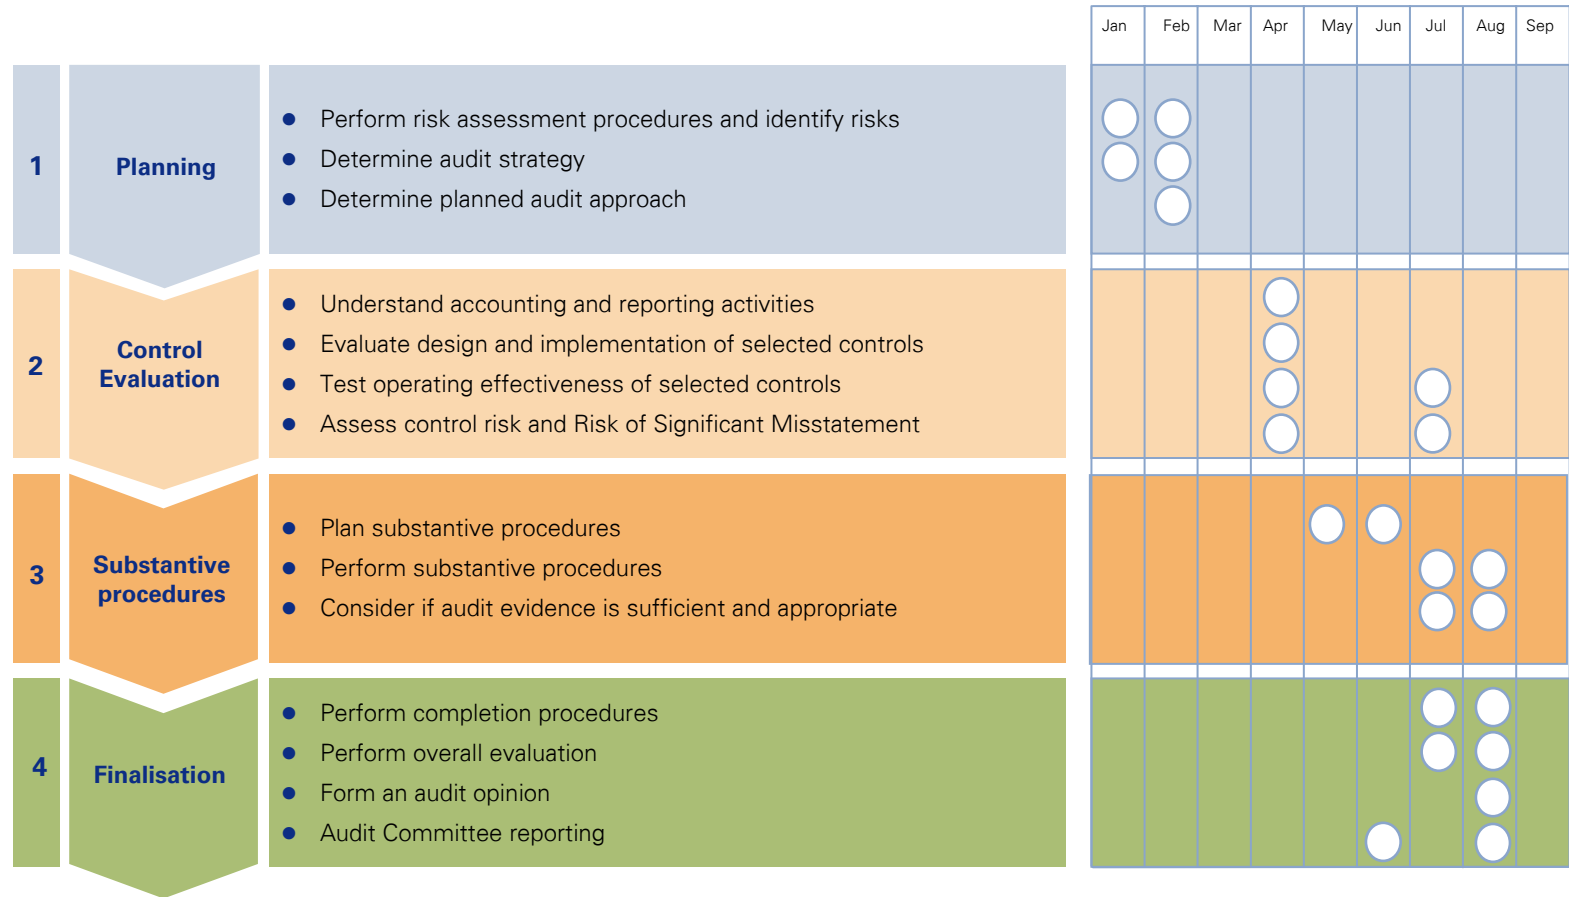 Jan Feb Mar Apr May Jun Jul Aug Sep
1
Planning
● Perform risk assessment procedures and identify risks
● Determine audit strategy
● Determine planned audit approach
2
Control
Evaluation
● Understand accounting and reporting activities
● Evaluate design and implementation of selected controls
● Test operating effectiveness of selected controls
● Assess control risk and Risk of Significant Misstatement
3
Substantive
procedures
● Plan substantive procedures
● Perform substantive procedures
● Consider if audit evidence is sufficient and appropriate
4
Finalisation
● Perform completion procedures
● Perform overall evaluation
● Form an audit opinion
● Audit Committee reporting